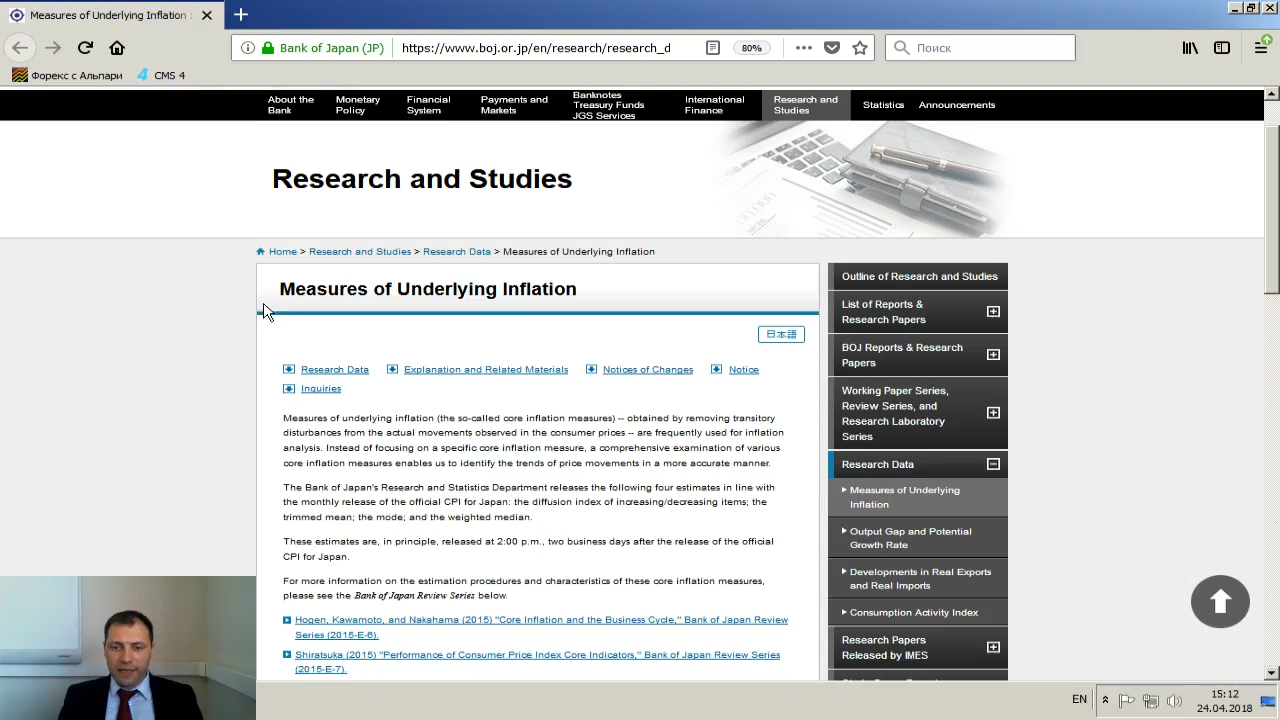 Measures of Underlying Inflation :
Bank of Japan (JP)
https://www.boj.or.jp/en/research/research_d
80%
Поиск
Форекс с Альпари
CMS 4
About the Bank
Monetary Policy
Financial System
Payments and Markets
Banknotes Treasury Funds JGS Services
International Finance
Research and Studies
Statistics
Announcements
Research and Studies
Home > Research and Studies > Research Data > Measures of Underlying Inflation
Measures of Underlying Inflation
日本語
Research Data
Explanation and Related Materials
Notices of Changes
Notice
Inquiries
Measures of underlying inflation (the so-called core inflation measures) -- obtained by removing transitory
disturbances from the actual movements observed in the consumer prices -- are frequently used for inflation
analysis. Instead of focusing on a specific core inflation measure, a comprehensive examination of various
core inflation measures enables us to identify the trends of price movements in a more accurate manner.
The Bank of Japan's Research and Statistics Department releases the following four estimates in line with
the monthly release of the official CPI for Japan: the diffusion index of increasing/decreasing items; the
trimmed mean; the mode; and the weighted median.
These estimates are, in principle, released at 2:00 p.m., two business days after the release of the official
CPI for Japan.
For more information on the estimation procedures and characteristics of these core inflation measures,
please see the Bank of Japan Review Series below.
Hogen, Kawamoto, and Nakahama (2015) "Core Inflation and the Business Cycle," Bank of Japan Review
Series (2015-E-6).
Shiratsuka (2015) "Performance of Consumer Price Index Core Indicators," Bank of Japan Review Series
(2015-E-7).
Outline of Research and Studies
List of Reports &
Research Papers
BOJ Reports & Research
Papers
Working Paper Series,
Review Series, and
Research Laboratory
Series
Research Data
Measures of Underlying
Inflation
Output Gap and Potential
Growth Rate
Developments in Real Exports
and Real Imports
Consumption Activity Index
Research Papers
Released by IMES
EN
15:12
24.04.2018